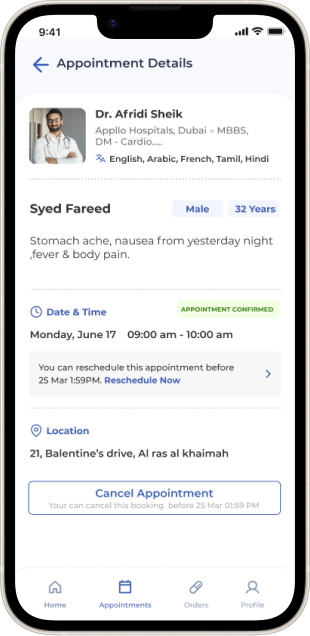 9:41
Appointment Details
Dr. Afridi Sheik
Appllo Hospitals, Dubai • MBBS,
DM - Cardio.....
English, Arabic, French, Tamil, Hindi
Syed Fareed
Male
32 Years
Stomach ache, nausea from yesterday night
,fever & body pain.
Date & Time
APPOINTMENT CONFIRMED
Monday, June 17 09:00 am - 10:00 am
You can reschedule this appointment before
25 Mar 1:59PM. Reschedule Now
Location
21, Balentine's drive, Al ras al khaimah
Cancel Appointment
Your can cancel this booking before 25 Mar 01:59 PM
Home
Appointments
Orders
Profile